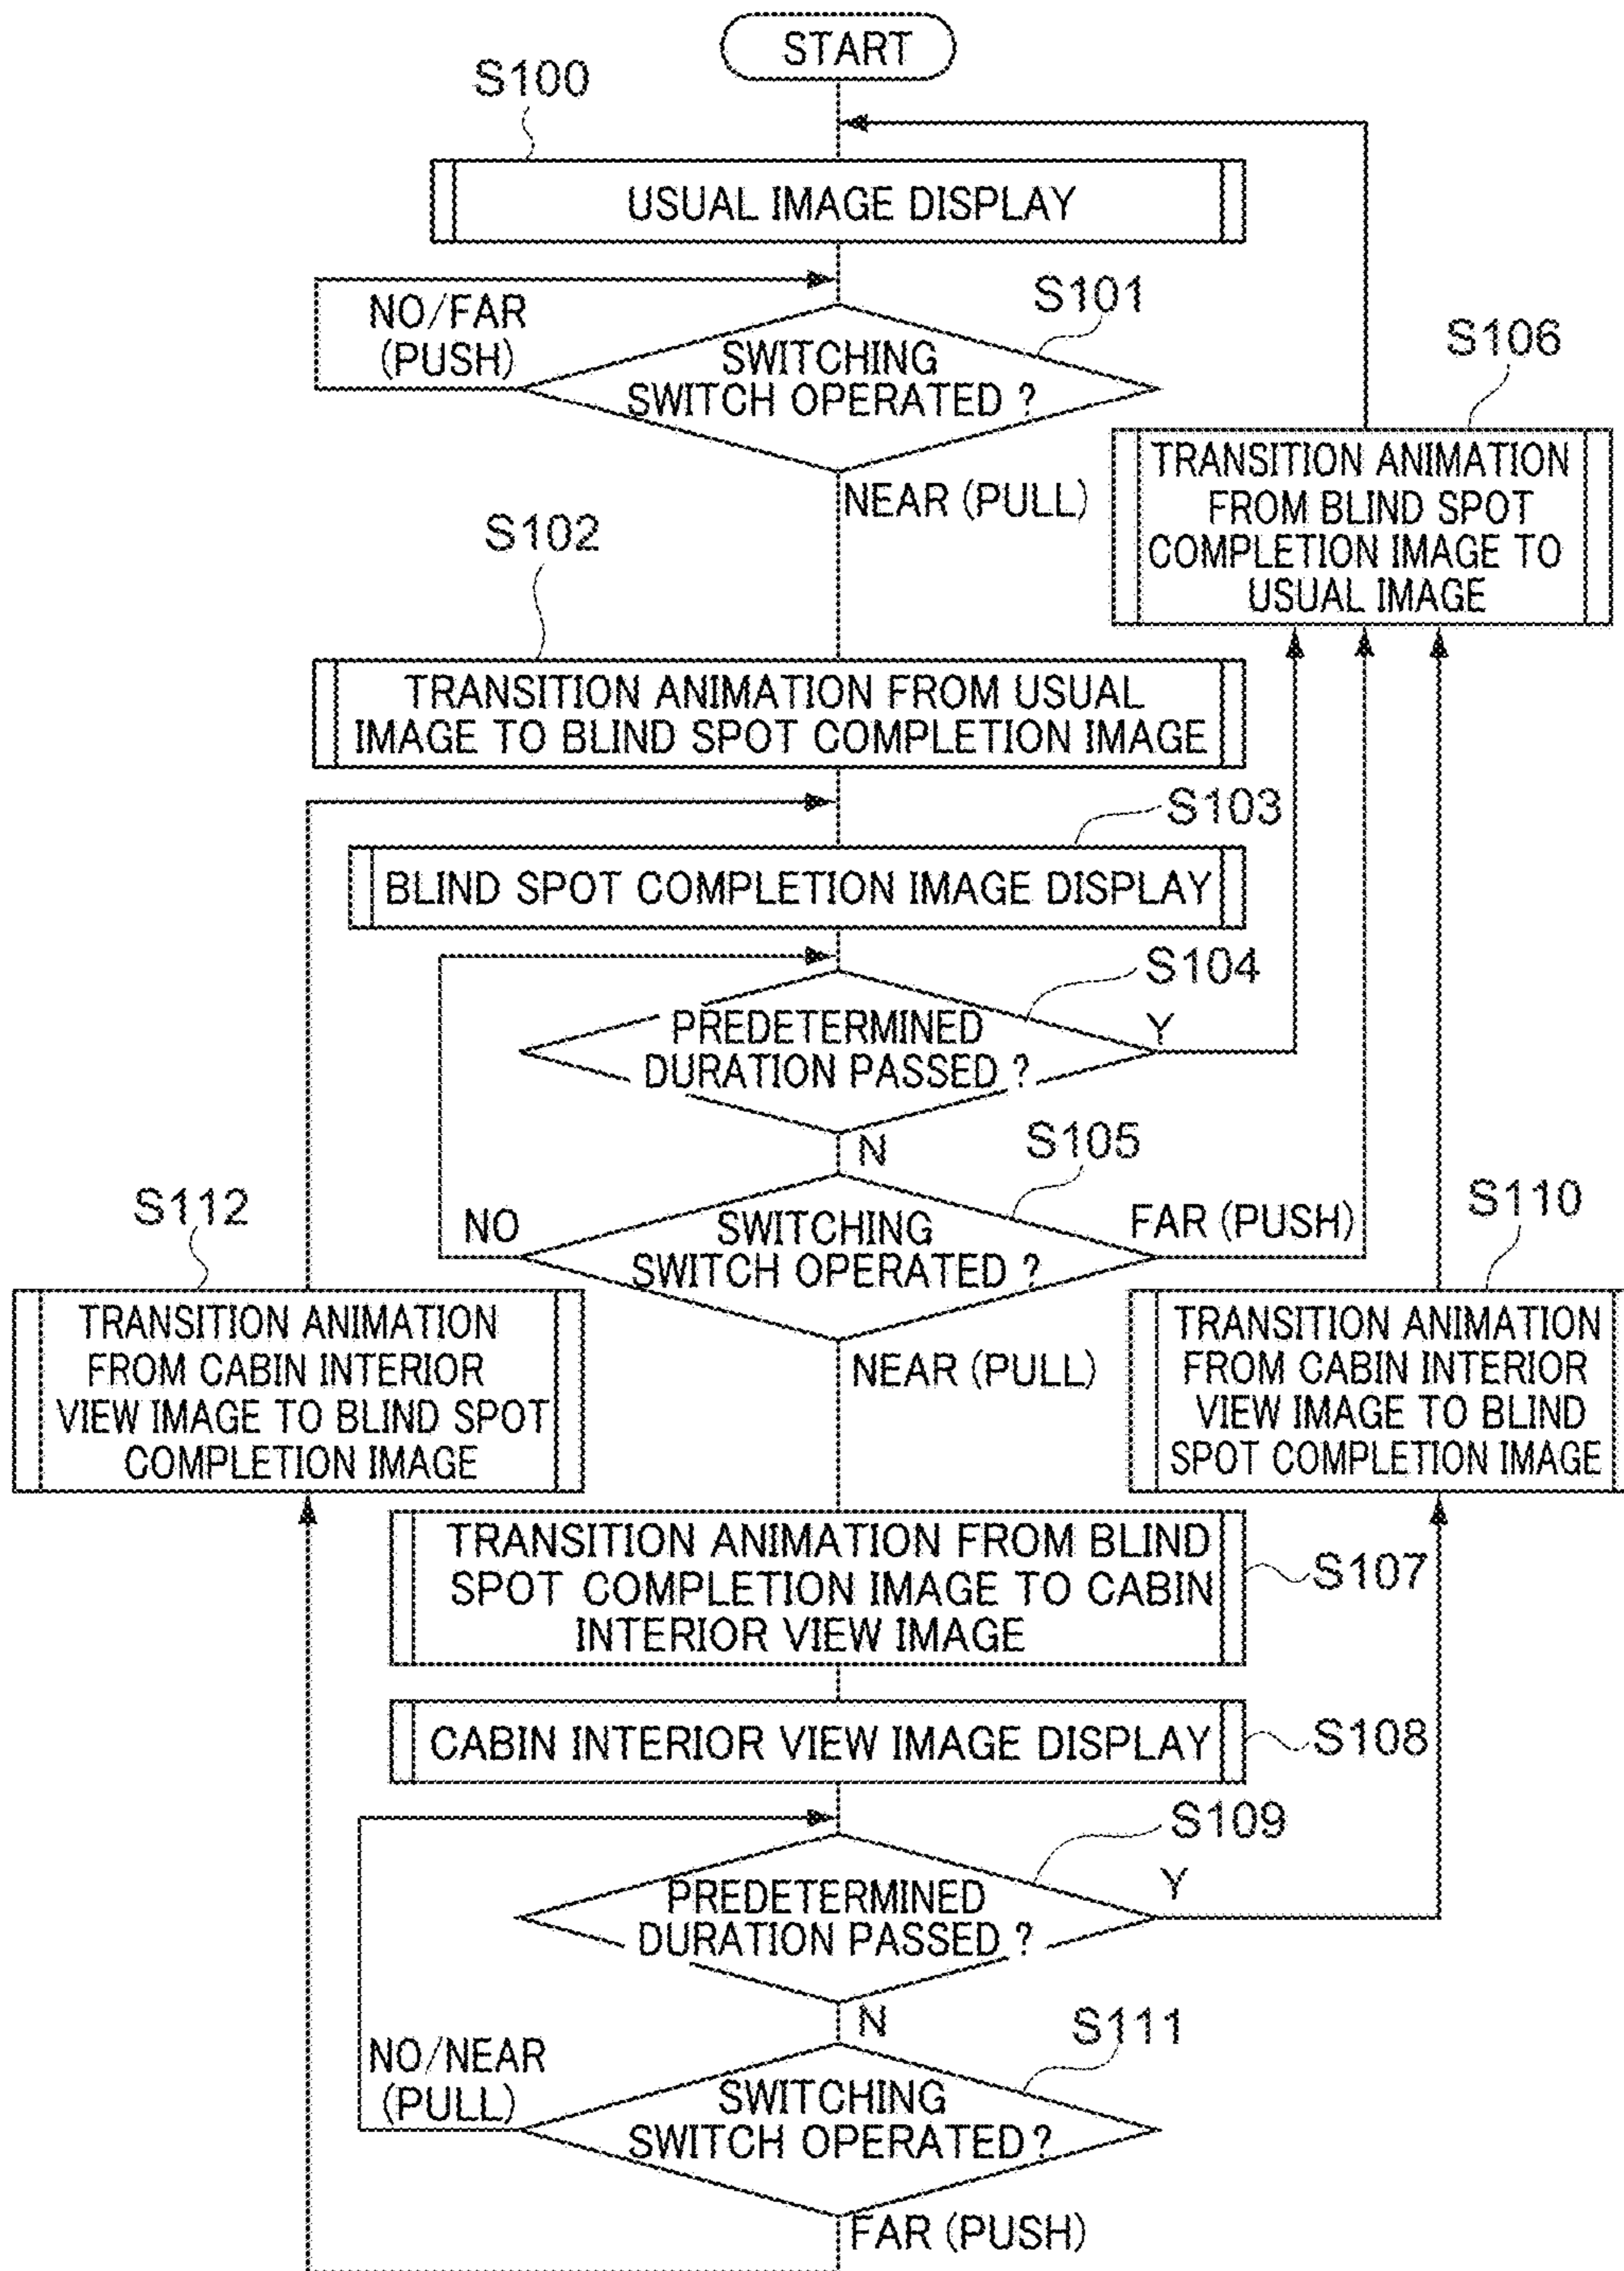 START
S100
USUAL IMAGE DISPLAY
NO/FAR
(PUSH)
S101
SWITCHING
SWITCH OPERATED ?
NEAR (PULL)
S106
TRANSITION ANIMATION
FROM BLIND SPOT
COMPLETION IMAGE TO
USUAL IMAGE
S102
TRANSITION ANIMATION FROM USUAL
IMAGE TO BLIND SPOT COMPLETION IMAGE
S103
BLIND SPOT COMPLETION IMAGE DISPLAY
S104
PREDETERMINED
DURATION PASSED ?
Y
N
S105
NO
SWITCHING
SWITCH OPERATED ?
FAR (PUSH)
NEAR (PULL)
S112
TRANSITION ANIMATION
FROM CABIN INTERIOR
VIEW IMAGE TO BLIND SPOT
COMPLETION IMAGE
S110
TRANSITION ANIMATION
FROM CABIN INTERIOR
VIEW IMAGE TO BLIND
SPOT COMPLETION IMAGE
TRANSITION ANIMATION FROM BLIND
SPOT COMPLETION IMAGE TO CABIN
INTERIOR VIEW IMAGE
S107
CABIN INTERIOR VIEW IMAGE DISPLAY
S108
S109
PREDETERMINED
DURATION PASSED ?
Y
N
NO/NEAR
(PULL)
S111
SWITCHING
SWITCH OPERATED?
FAR (PUSH)